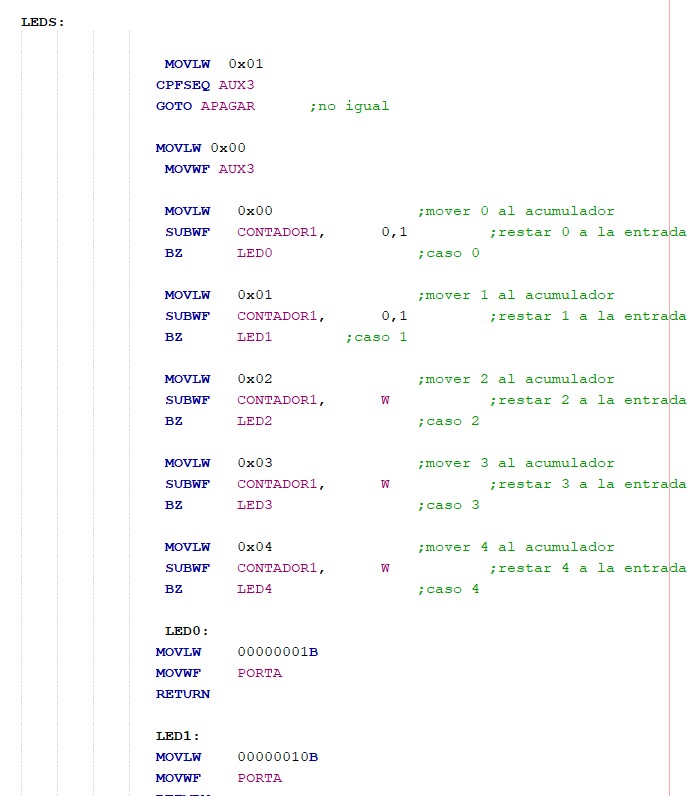 LEDS:
MOVLW 0x01
CPFSEQ AUX3
GOTO APAGAR ;no igual
MOVLW 0x00
MOVWF AUX3
MOVLW 0x00 ;mover 0 al acumulador
SUBWF CONTADOR1, 0,1 ;restar 0 a la entrada
BZ LED0 ;caso 0
MOVLW 0x01 ;mover 1 al acumulador
SUBWF CONTADOR1, 0,1 ;restar 1 a la entrada
BZ LED1 ;caso 1
MOVLW 0x02 ;mover 2 al acumulador
SUBWF CONTADOR1, W ;restar 2 a la entrada
BZ LED2 ;caso 2
MOVLW 0x03 ;mover 3 al acumulador
SUBWF CONTADOR1, W ;restar 3 a la entrada
BZ LED3 ;caso 3
MOVLW 0x04 ;mover 4 al acumulador
SUBWF CONTADOR1, W ;restar 4 a la entrada
BZ LED4 ;caso 4
LED0:
MOVLW 00000001B
MOVWF PORTA
RETURN
LED1:
MOVLW 00000010B
MOVWF PORTA